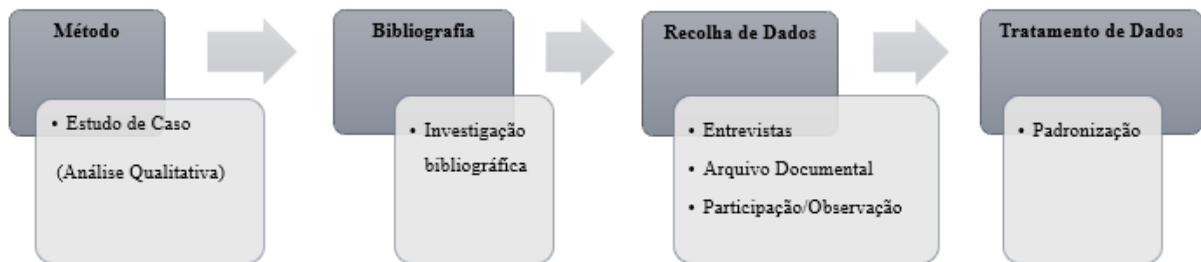 Método
• Estudo de Caso
(Análise Qualitativa)
Bibliografia
• Investigação
bibliográfica
Recolha de Dados
• Entrevistas
• Arquivo Documental
• Participação/Observação
Tratamento de Dados
• Padronização